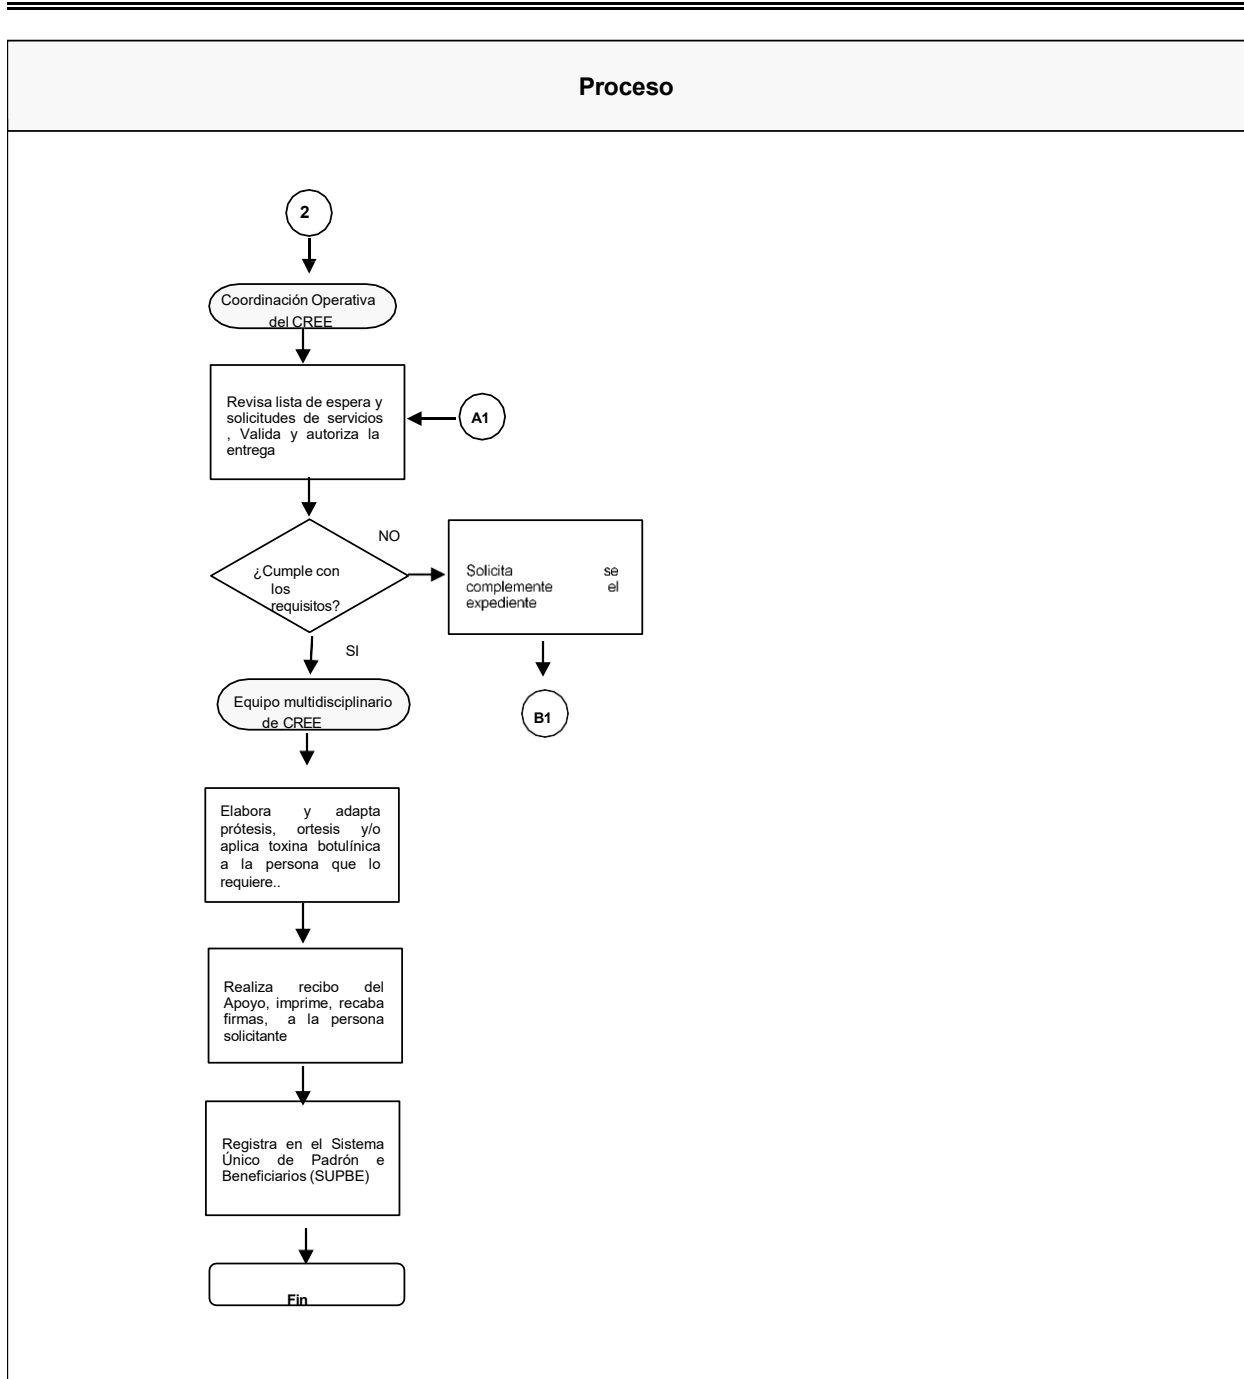 Proceso
2
Coordinación Operativa
del CREE
Revisa lista de espera y
solicitudes de servicios
, Valida y autoriza la
entrega
A1
NO
¿Cumple con
los
requisitos?
Solicita se
complemente el
expediente
SI
Equipo multidisciplinario
de CREE
B1
Elabora y adapta
prótesis, ortesis y/o
aplica toxina botulínica
a la persona que lo
requiere..
Realiza recibo del
Apoyo, imprime, recaba
firmas, a la persona
solicitante
Registra en el Sistema
Único de Padrón e
Beneficiarios (SUPBE)
Fin